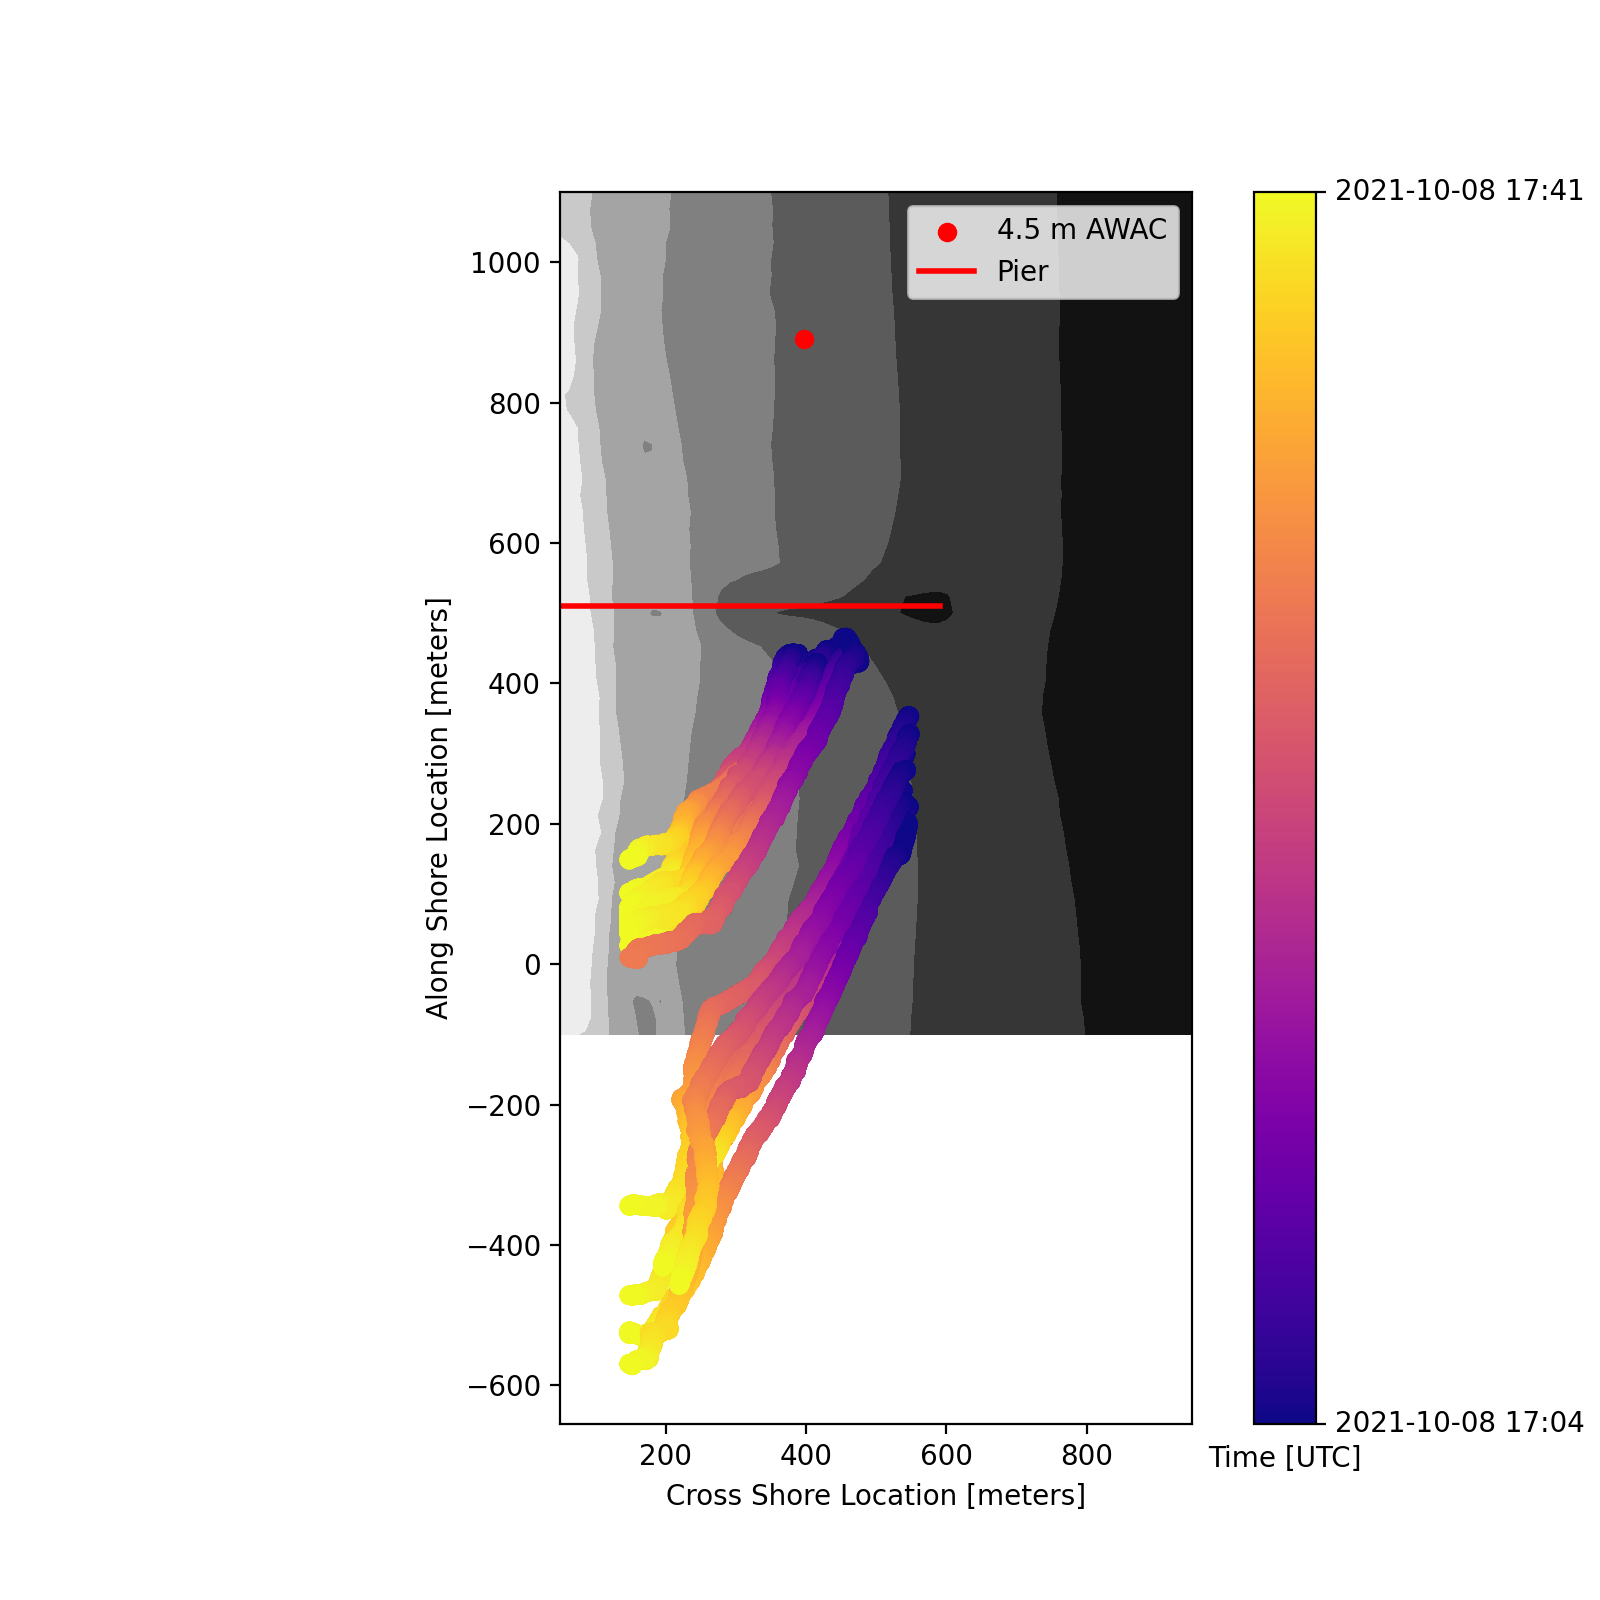 2021-10-08 17:41
4.5 m AWAC
Pier
1000
800
600
400
200
0
−200
−400
−600
Along Shore Location [meters]
200 400 600 800
Cross Shore Location [meters]
2021-10-08 17:04
Time [UTC]